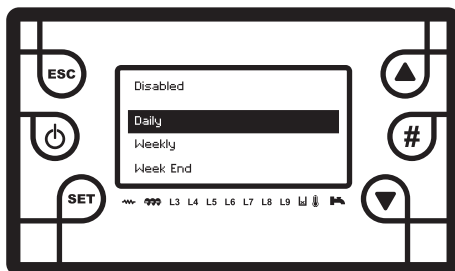 ESC
Disabled
Daily
#
Weekly
Week End
SET
L3 L4 L5 L6 L7 L8 L9